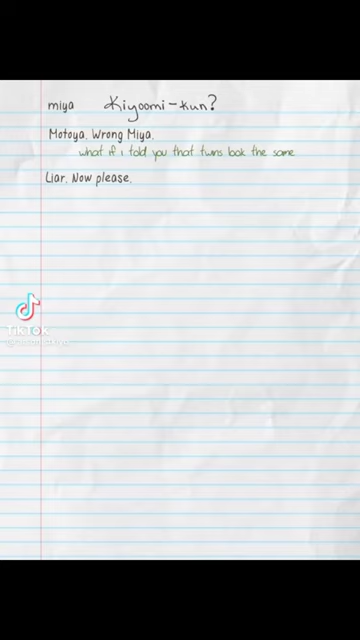 miya Kiyoomi-kun?
Motoya. Wrong Miya.
what if i told you that twins look the same
Liar. Now please.
TikTok